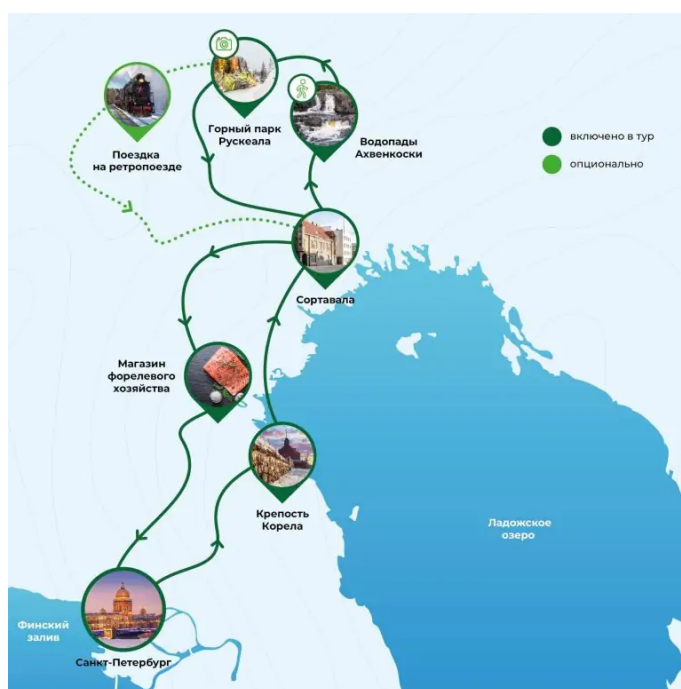 Горный парк
Рускеала
Поездка
на ретропоезде
Водопады
Ахвенкоски
включено в тур
опционально
Сортавала
Магазин
форелевого
хозяйства
Крепость
Корела
Ладожское
озеро
Финский
залив
Санкт-Петербург